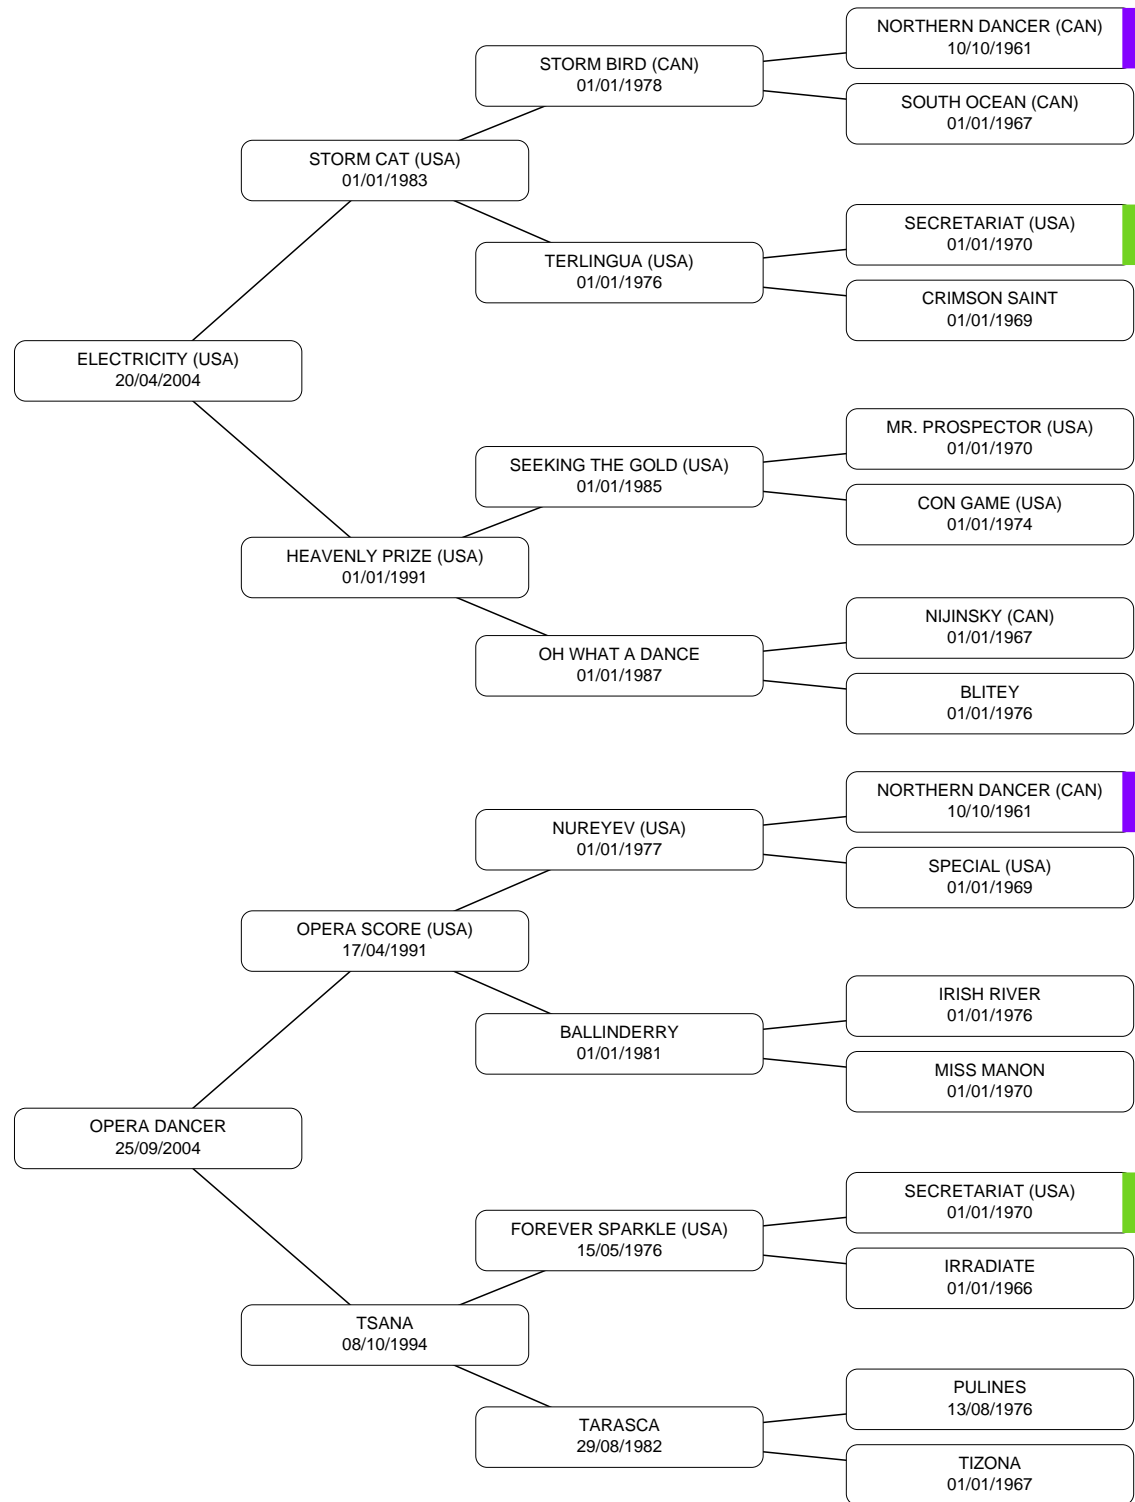 NORTHERN DANCER (CAN)
10/10/1961
STORM BIRD (CAN)
01/01/1978
SOUTH OCEAN (CAN)
01/01/1967
STORM CAT (USA)
01/01/1983
SECRETARIAT (USA)
01/01/1970
TERLINGUA (USA)
01/01/1976
CRIMSON SAINT
01/01/1969
ELECTRICITY (USA)
20/04/2004
MR. PROSPECTOR (USA)
01/01/1970
SEEKING THE GOLD (USA)
01/01/1985
CON GAME (USA)
01/01/1974
HEAVENLY PRIZE (USA)
01/01/1991
NIJINSKY (CAN)
01/01/1967
OH WHAT A DANCE
01/01/1987
BLITEY
01/01/1976
NORTHERN DANCER (CAN)
10/10/1961
NUREYEV (USA)
01/01/1977
SPECIAL (USA)
01/01/1969
OPERA SCORE (USA)
17/04/1991
IRISH RIVER
01/01/1976
BALLINDERRY
01/01/1981
MISS MANON
01/01/1970
OPERA DANCER
25/09/2004
SECRETARIAT (USA)
01/01/1970
FOREVER SPARKLE (USA)
15/05/1976
IRRADIATE
01/01/1966
TSANA
08/10/1994
PULINES
13/08/1976
TARASCA
29/08/1982
TIZONA
01/01/1967